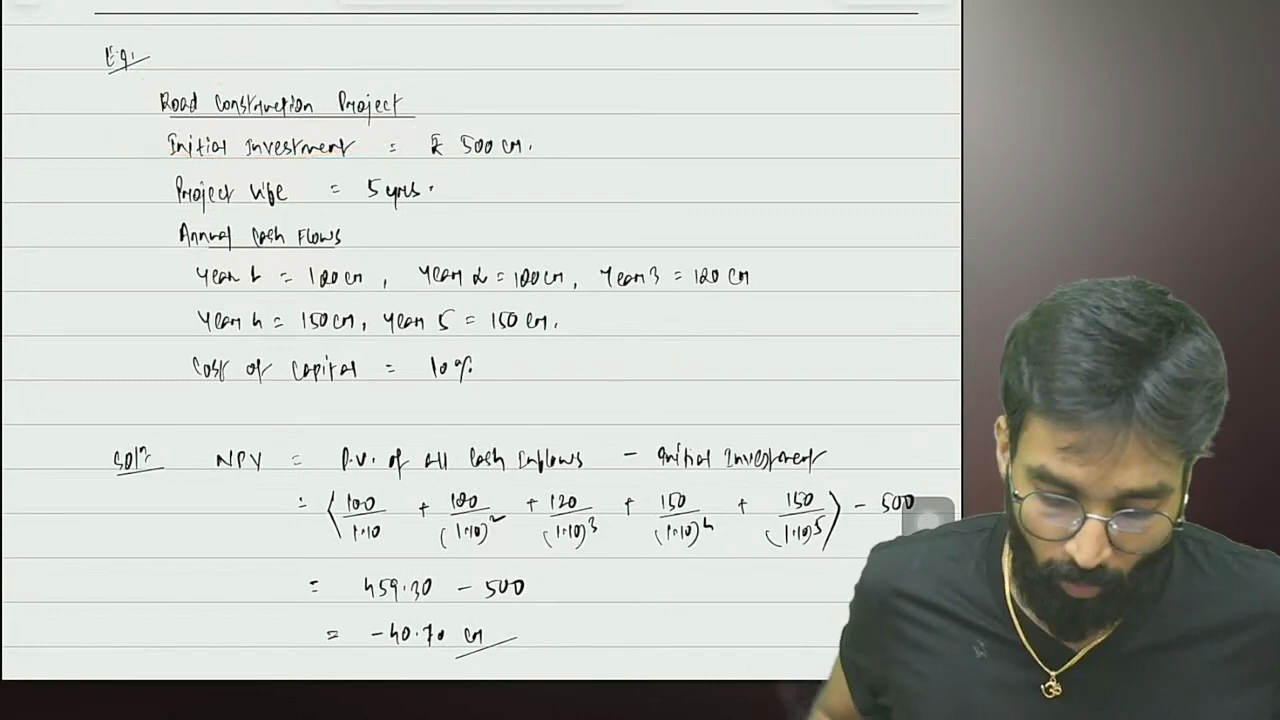 Eg.
Road Construction Project
Initial Investment = ₹ 500 cr.
Project life = 5 yrs.
Annual Cash Flows
Year 1 = 100 cr, Year 2 = 100 cr, Year 3 = 120 cr
Year 4 = 150 cr, Year 5 = 150 cr.
Cost of Capital = 10%
Sol? NPV = P.V. of all Cash Inflows - Initial Investment
= (100/1.10 + 100/(1.10)² + 120/(1.10)³ + 150/(1.10)⁴ + 150/(1.10)⁵) - 500
= 459.30 - 500
= -40.70 cr